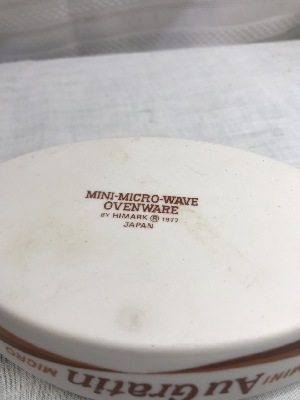 MINI-MICRO-WAVE
OVENWARE
BY HIMARK ® 1977
JAPAN
MINI AuGratin MICRO